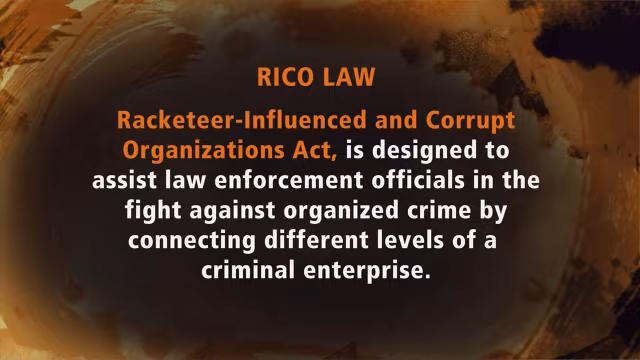 RICO LAW
Racketeer-Influenced and Corrupt
Organizations Act, is designed to
assist law enforcement officials in the
fight against organized crime by
connecting different levels of a
criminal enterprise.